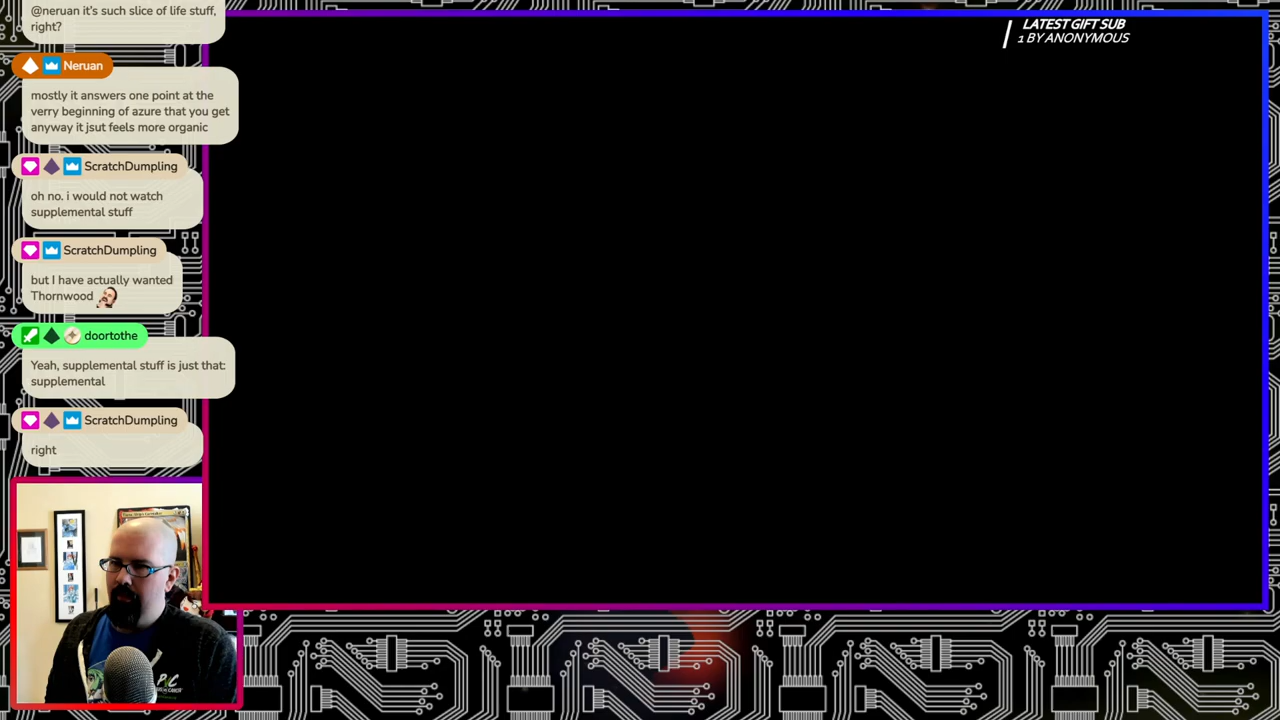 @neruan it's such slice of life stuff,
right?
LATEST GIFT SUB
1 BY ANONYMOUS
Neruan
mostly it answers one point at the
verry beginning of azure that you get
anyway it jsut feels more organic
ScratchDumpling
oh no. i would not watch
supplemental stuff
ScratchDumpling
but I have actually wanted
Thornwood
doortothe
Yeah, supplemental stuff is just that:
supplemental
ScratchDumpling
right